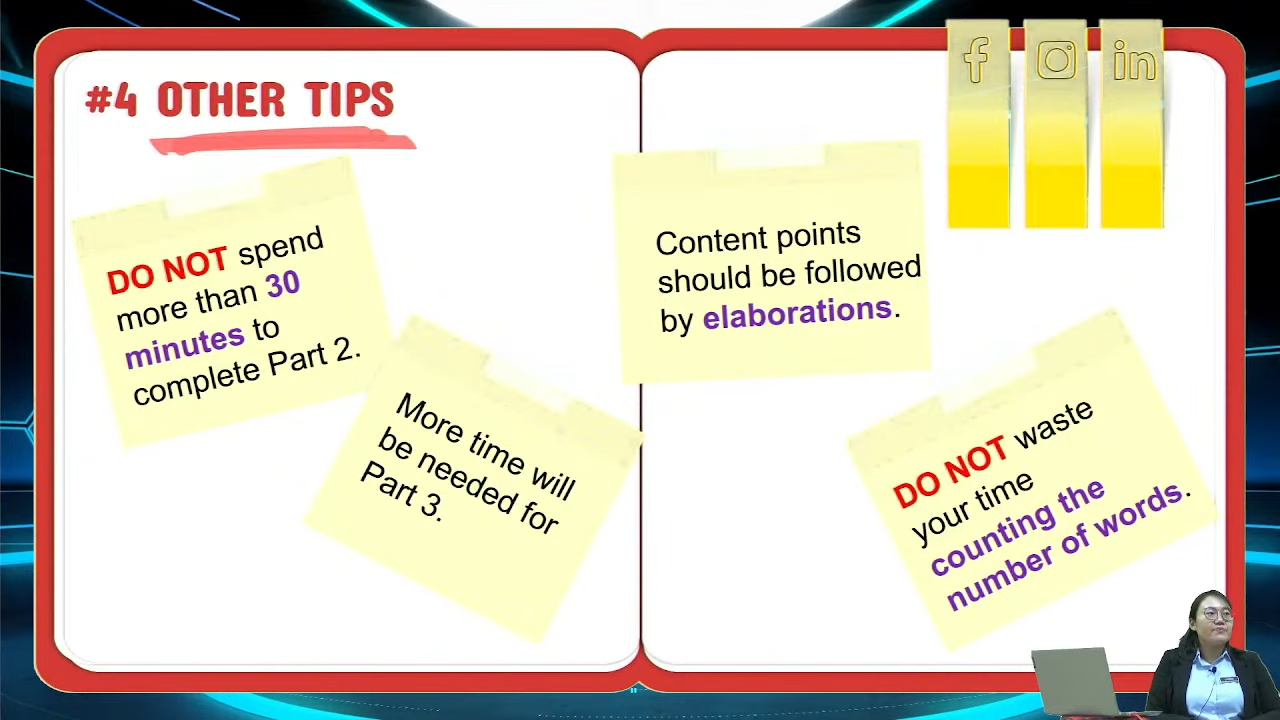 #4 OTHER TIPS
DO NOT spend
more than 30
minutes to
complete Part 2.
More time will
be needed for
Part 3.
Content points
should be followed
by elaborations.
DO NOT waste
your time
counting the
number of words.